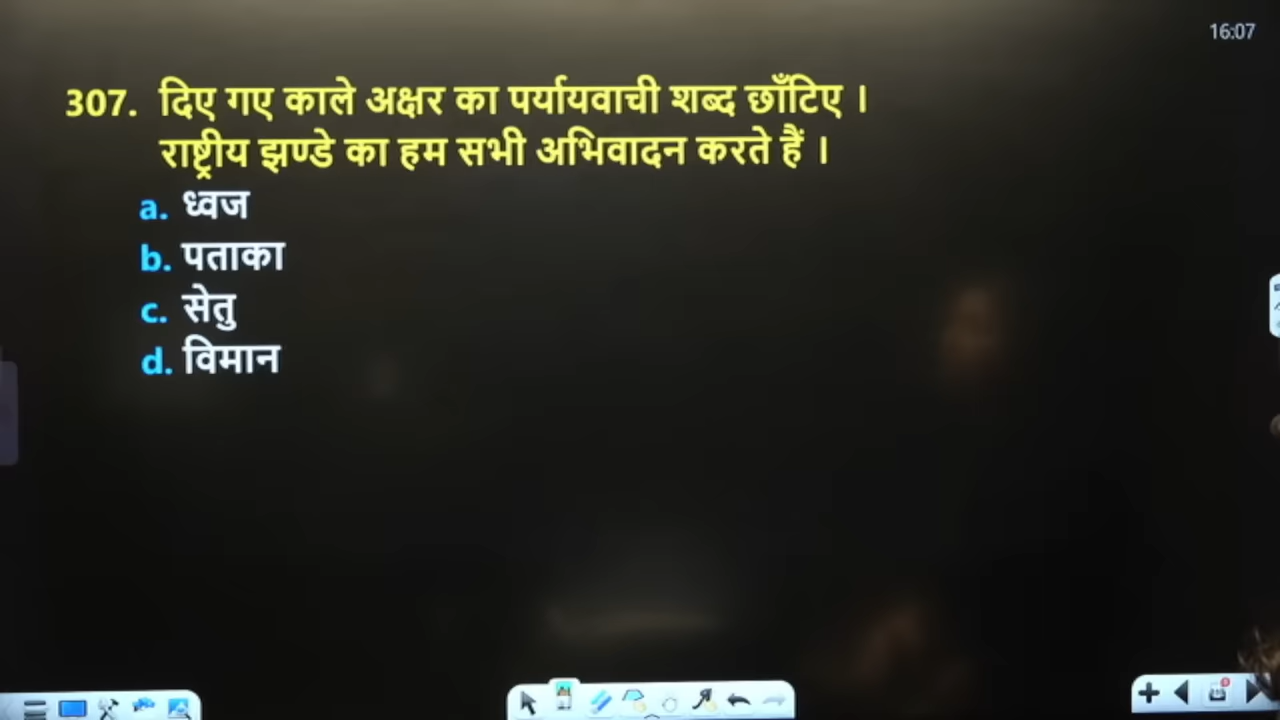 16:07
307. दिए गए काले अक्षर का पर्यायवाची शब्द छाँटिए ।
राष्ट्रीय झण्डे का हम सभी अभिवादन करते हैं ।
a. ध्वज
b. पताका
c. सेतु
d. विमान